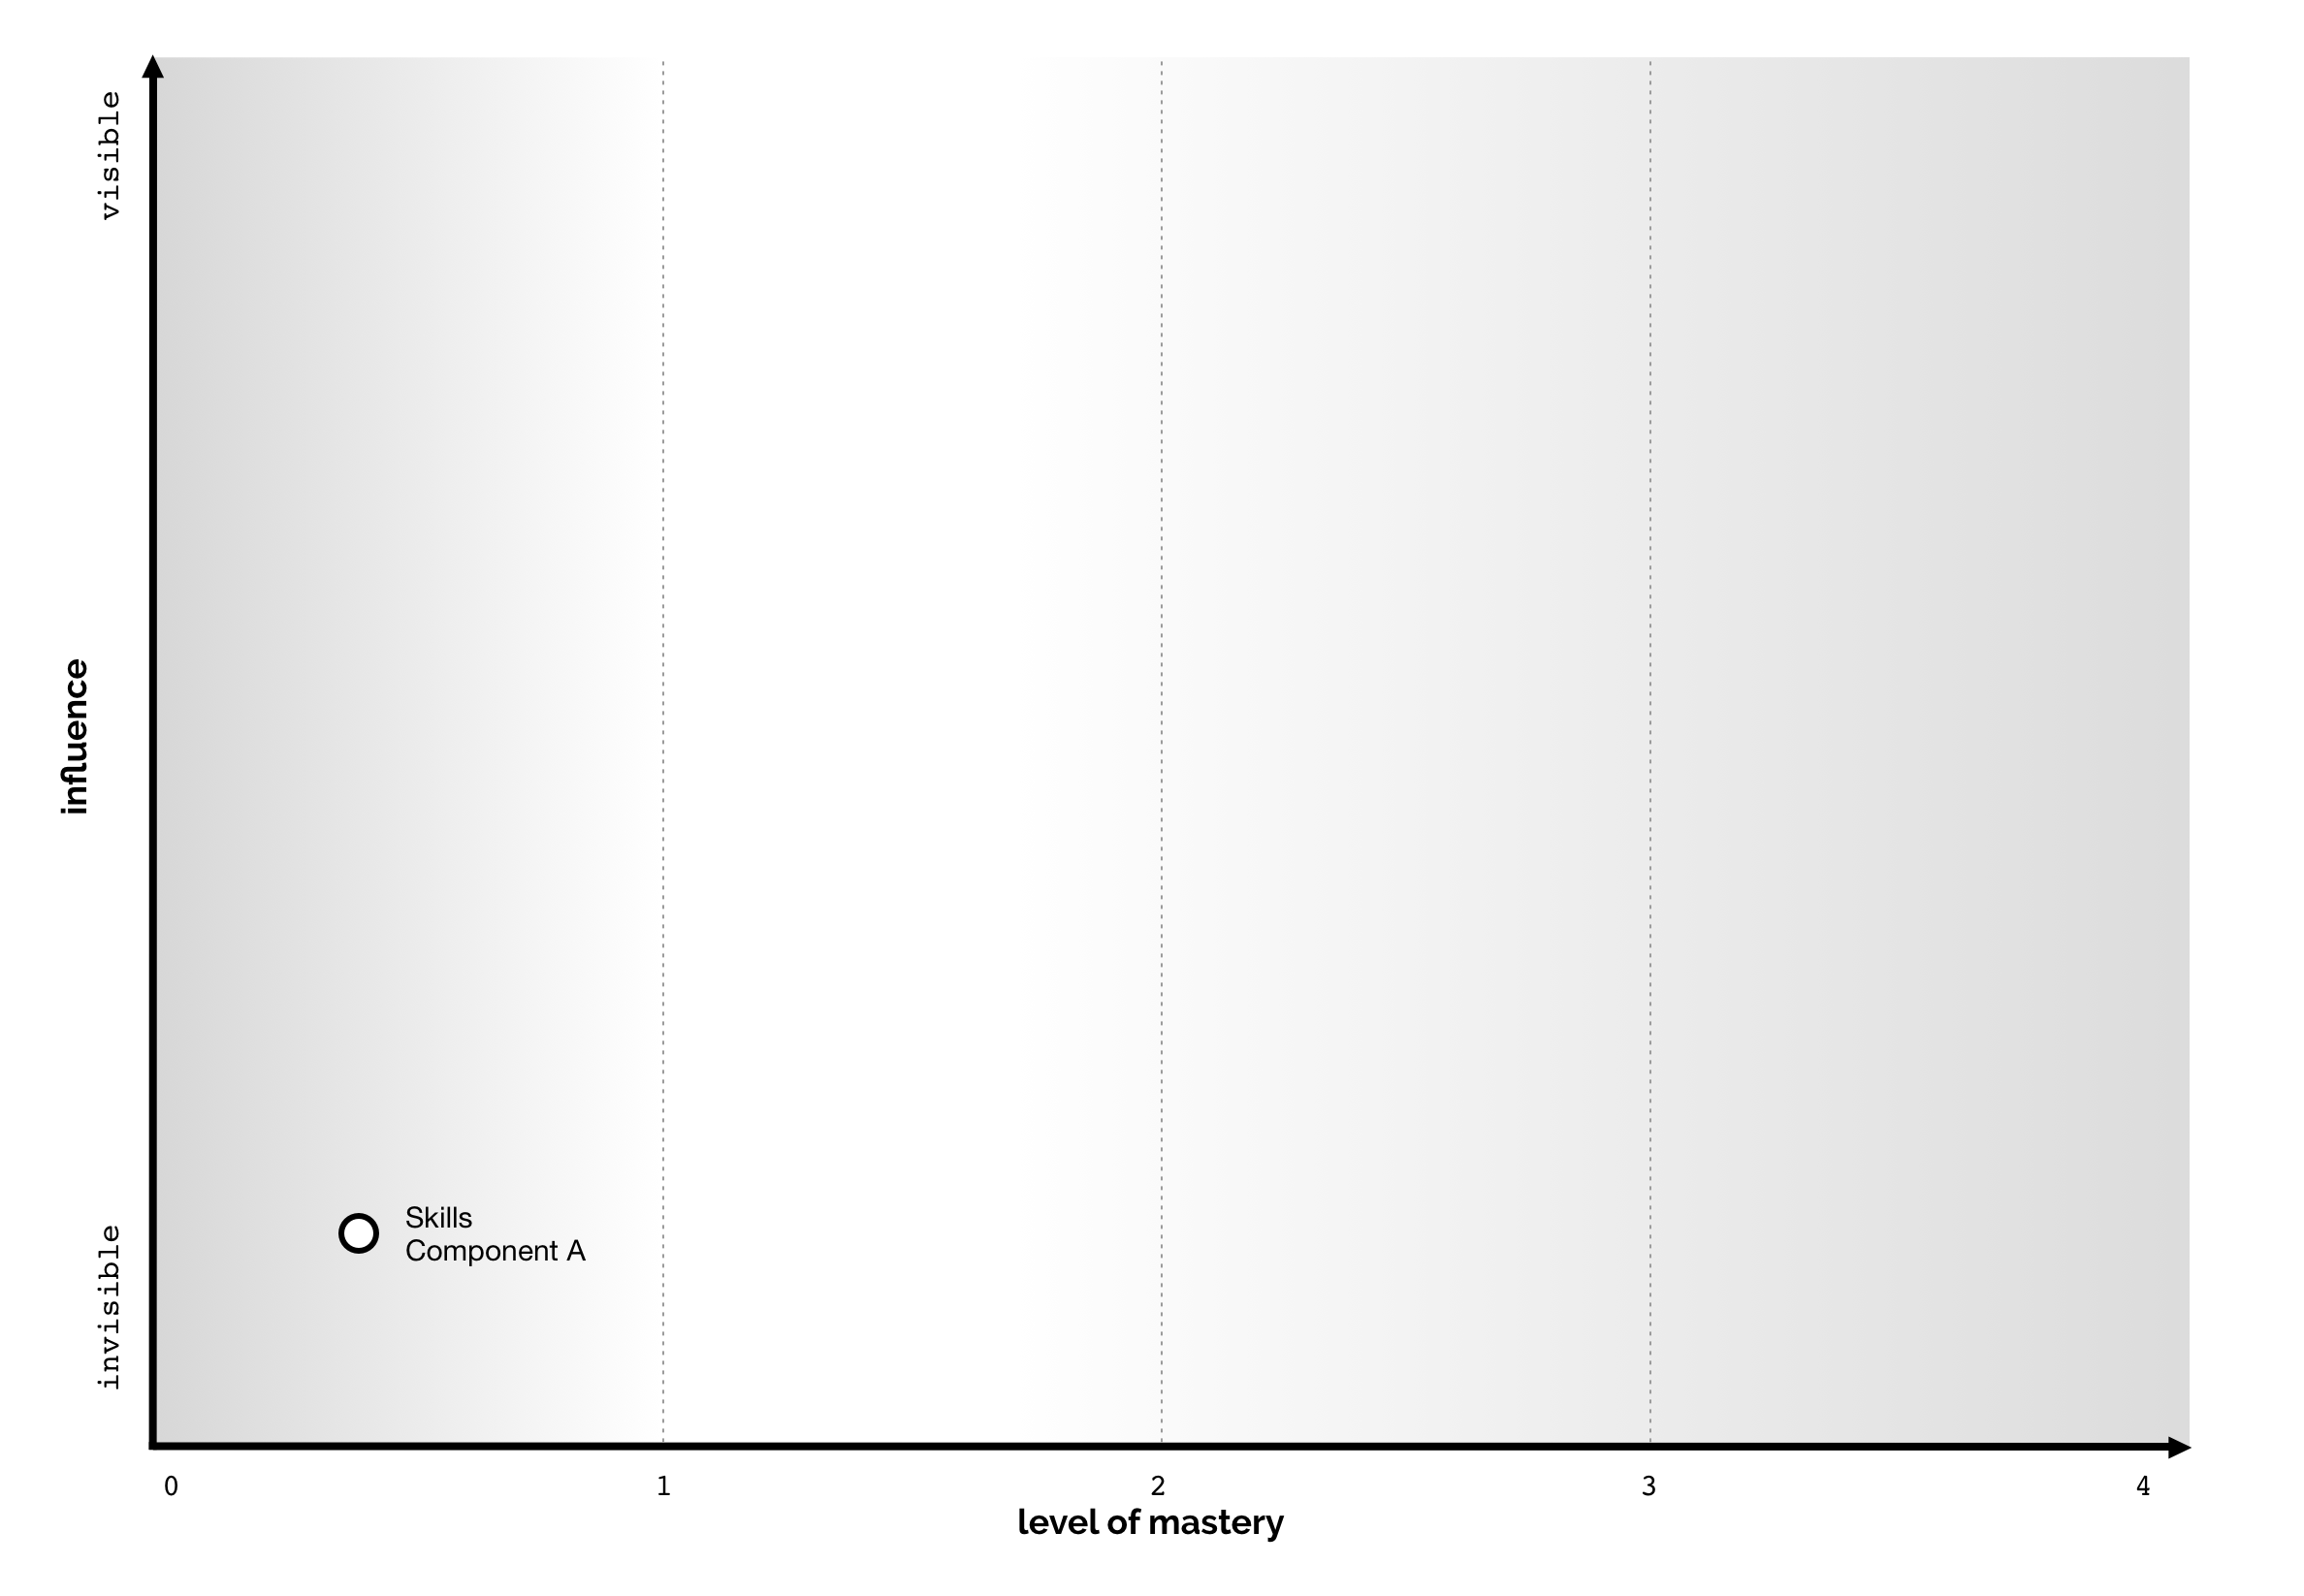 visible
influence
invisible
Skills
Component A
0 1 2 3 4
level of mastery